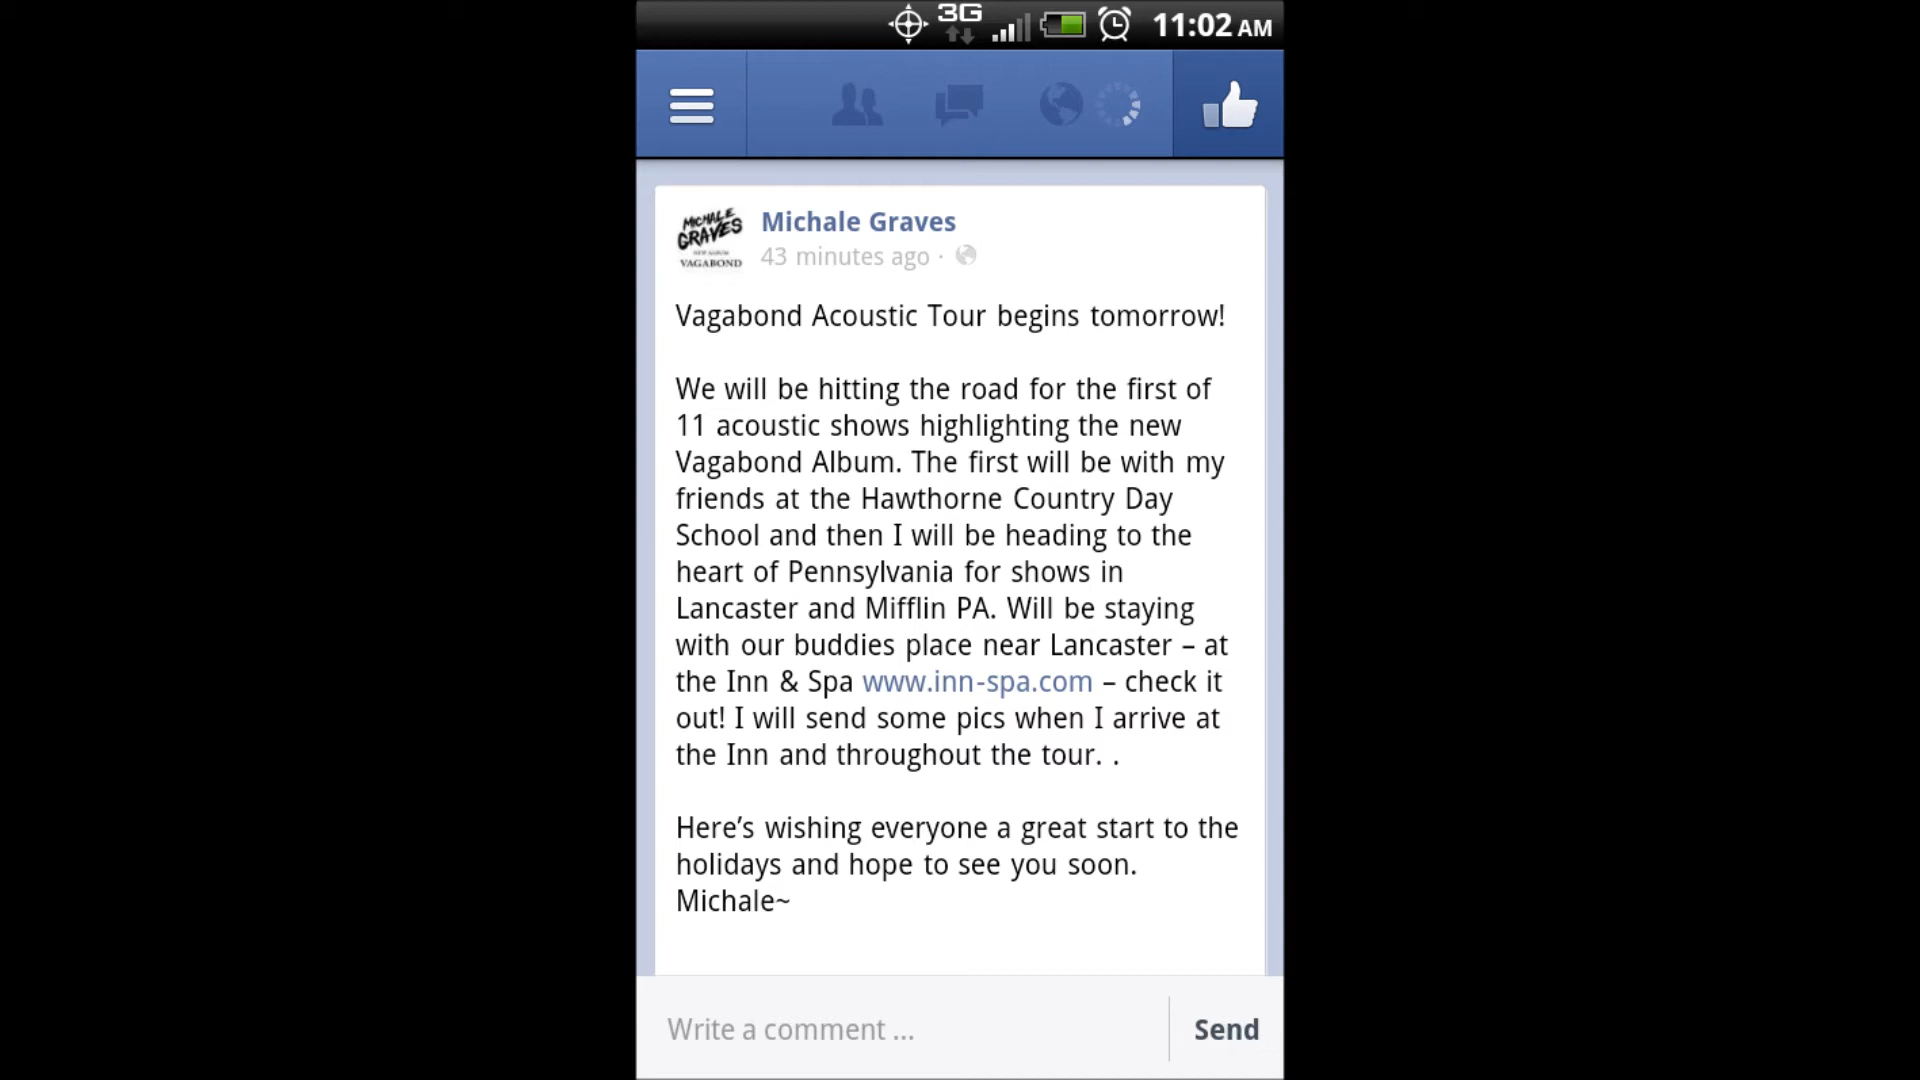 3G 11:02 AM
MICHALE
GRAVES
NEW ALBUM
VAGABOND
Michale Graves
43 minutes ago ·
Vagabond Acoustic Tour begins tomorrow!
We will be hitting the road for the first of
11 acoustic shows highlighting the new
Vagabond Album. The first will be with my
friends at the Hawthorne Country Day
School and then I will be heading to the
heart of Pennsylvania for shows in
Lancaster and Mifflin PA. Will be staying
with our buddies place near Lancaster – at
the Inn & Spa www.inn-spa.com – check it
out! I will send some pics when I arrive at
the Inn and throughout the tour. .
Here’s wishing everyone a great start to the
holidays and hope to see you soon.
Michale~
Write a comment ... Send